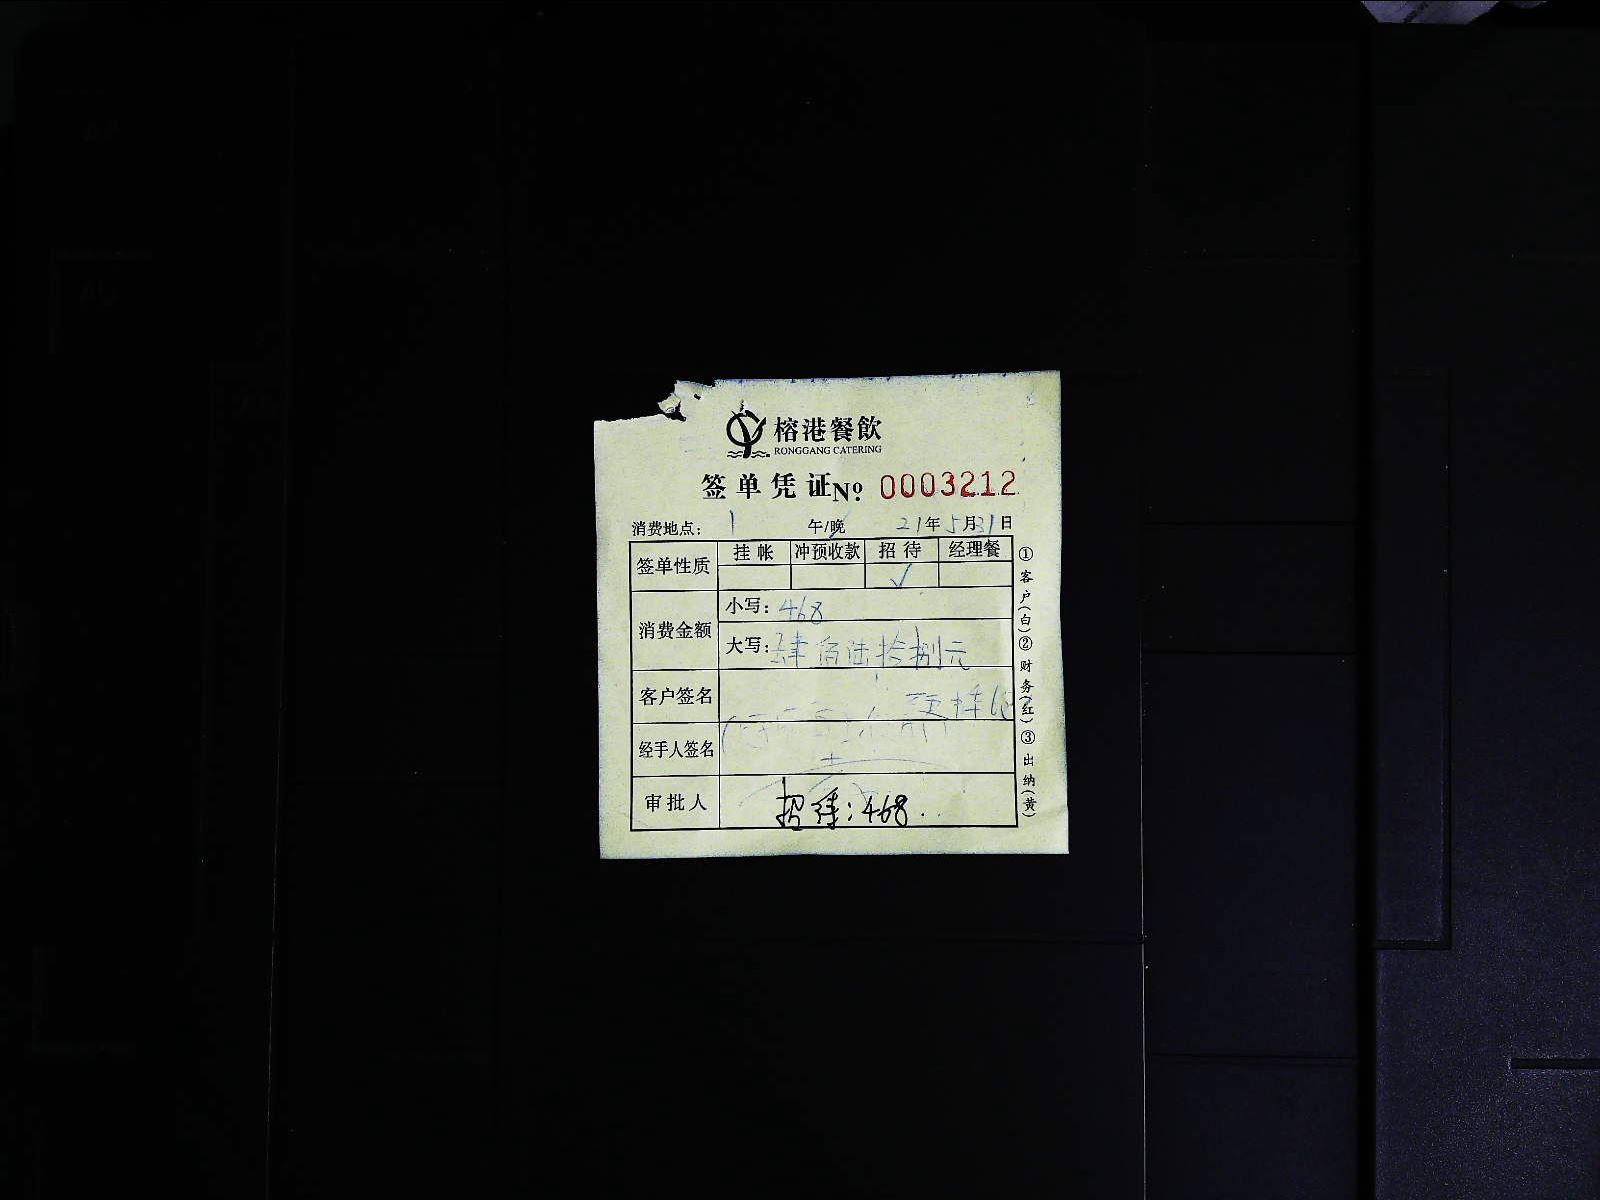 榕港餐飲
RONGGANG CATERING
签单凭证 Nº 0003212
消费地点: 1 午/晚 21年5月31日
签单性质 挂帐 冲预收款 招待 经理餐
√
消费金额 小写: 468
大写: 肆佰陆拾捌元
客户签名
经手人签名
审批人 招待: 468..
①客户(白)②财务(红)③出纳(黄)